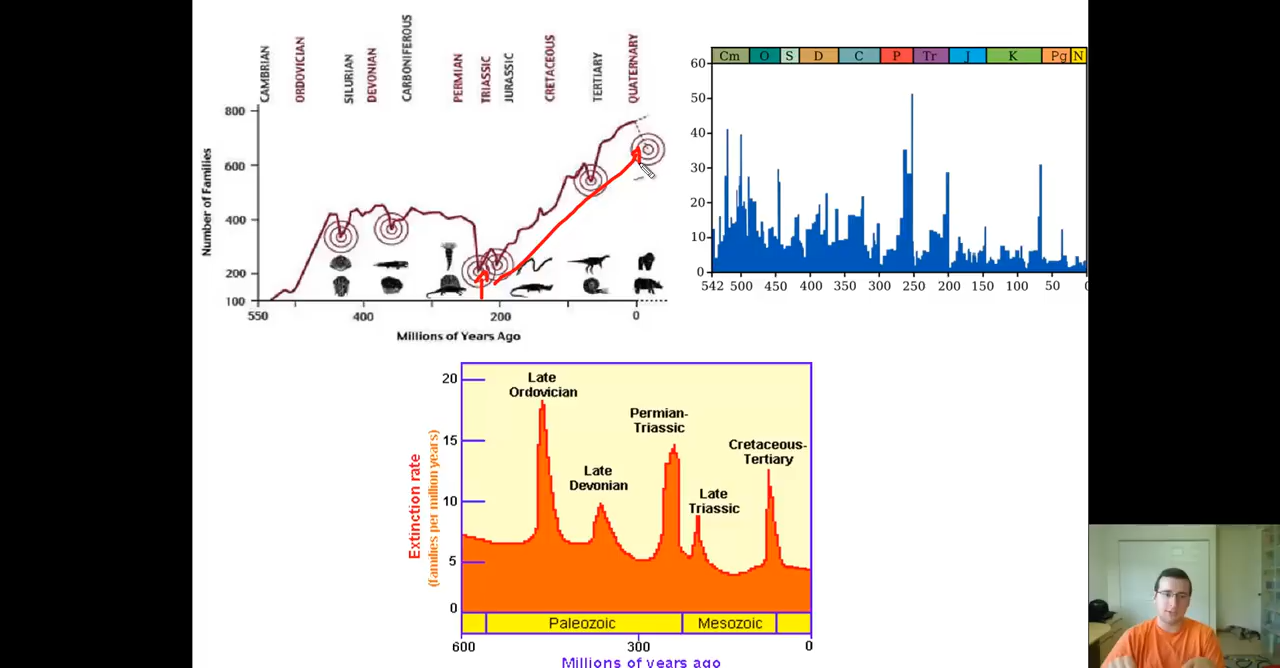 CAMBRIAN
ORDOVICIAN
SILURIAN
DEVONIAN
CARBONIFEROUS
PERMIAN
TRIASSIC
JURASSIC
CRETACEOUS
TERTIARY
QUATERNARY
Number of Families
800
600
400
200
100
550 400 200 0
Millions of Years Ago
Cm O S D C P Tr J K Pg N
60
50
40
30
20
10
0
542 500 450 400 350 300 250 200 150 100 50 0
Extinction rate
(families per million years)
20
15
10
5
0
Late
Ordovician
Late
Devonian
Permian-
Triassic
Late
Triassic
Cretaceous-
Tertiary
Paleozoic Mesozoic
600 300 0
Millions of years ago